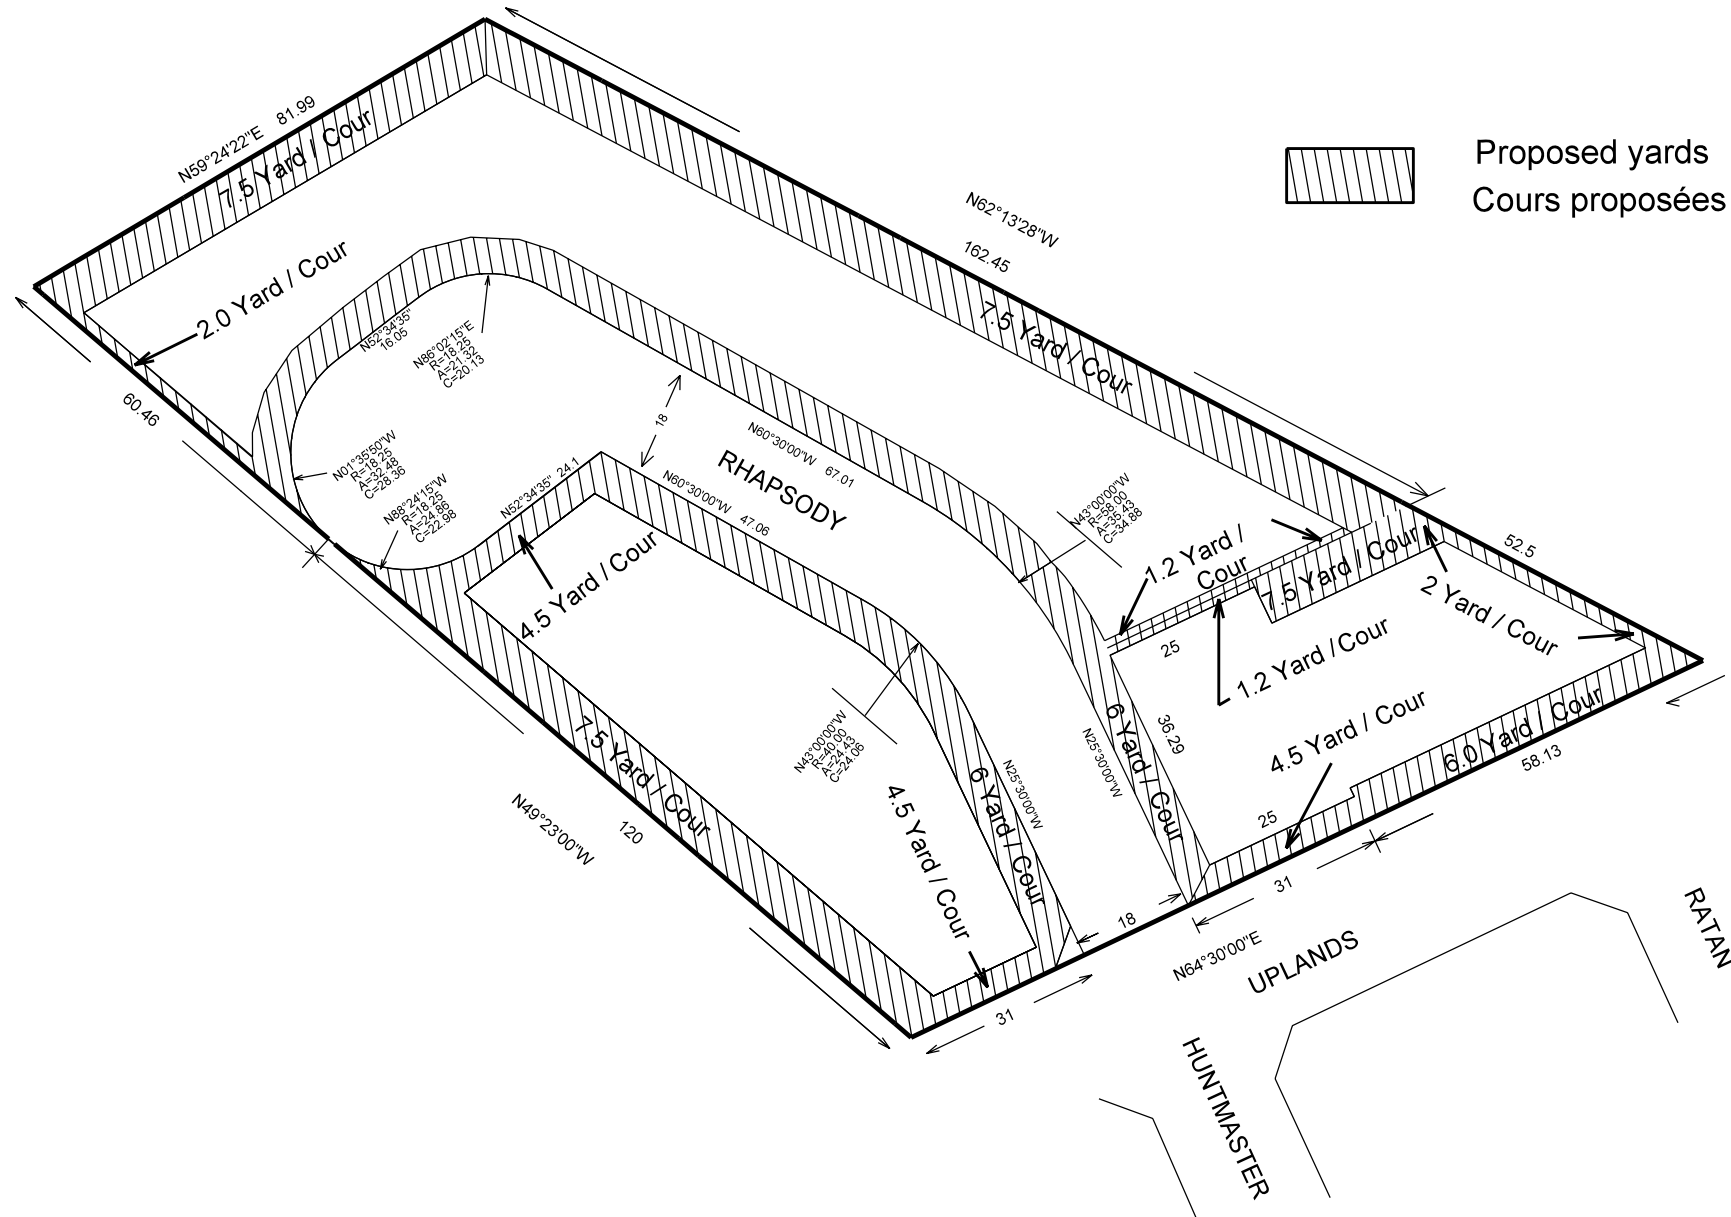 Proposed yards
Cours proposées
N59°24'22"E 81.99
7.5 Yard / Cour
2.0 Yard / Cour
60.46
N62°13'28"W
162.45
7.5 Yard / Cour
N52°34'35"
16.05
N86°02'15"E
R=18.25
A=21.32
C=20.13
18
N01°35'50"W
R=18.25
A=32.48
C=28.36
N88°24'15"W
R=18.25
A=24.86
C=22.98
N52°34'35" 24.1
N60°30'00"W 67.01
RHAPSODY
N60°30'00"W 47.06
N43°00'00"W
R=58.00
A=35.43
C=34.88
1.2 Yard /
Cour
7.5 Yard / Cour
52.5
2 Yard / Cour
25
1.2 Yard / Cour
4.5 Yard / Cour
7.5 Yard / Cour
N49°23'00"W
120
N43°00'00"W
R=40.00
A=24.43
C=24.06
4.5 Yard / Cour
6 Yard / Cour
N25°30'00"W
N25°30'00"W
6 Yard / Cour
36.29
4.5 Yard / Cour
6.0 Yard / Cour
58.13
25
31
18
31
N64°30'00"E
UPLANDS
RATAN
HUNTMASTER